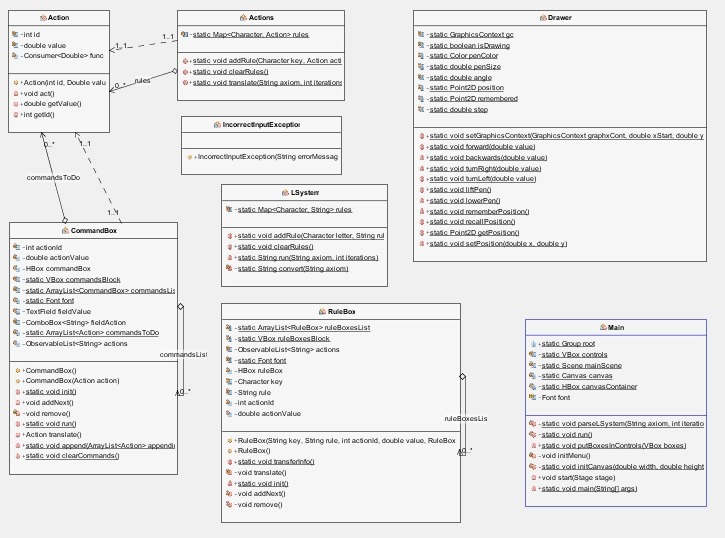 Action
-int id
-double value
-Consumer<Double> func
+Action(int id, Double valu
+void act()
+double getValue()
+int getId()
Actions
-static Map<Character, Action> rules
+static void addRule(Character key, Action acti
+static void clearRules()
+static void translate(String axiom, int iterations
1..1
1..1
0..*
rules
IncorrectInputException
+IncorrectInputException(String errorMessag
Drawer
-static GraphicsContext gc
-static boolean isDrawing
-static Color penColor
-static double penSize
-static double angle
-static Point2D position
-static Point2D remembered
-static double step
+static void setGraphicsContext(GraphicsContext graphxCont, double xStart, double y
+static void forward(double value)
+static void backwards(double value)
+static void turnRight(double value)
+static void turnLeft(double value)
+static void liftPen()
+static void lowerPen()
+static void rememberPosition()
+static void recallPosition()
+static Point2D getPosition()
+static void setPosition(double x, double y)
LSystem
-static Map<Character, String> rules
+static void addRule(Character letter, String rul
+static void clearRules()
+static String run(String axiom, int iterations)
-static String convert(String axiom)
0..*
1..1
commandsToDo
1..1
CommandBox
-int actionId
-double actionValue
-HBox commandBox
-static VBox commandsBlock
-static ArrayList<CommandBox> commandsLis
-static Font font
-TextField fieldValue
-ComboBox<String> fieldAction
-static ArrayList<Action> commandsToDo
-ObservableList<String> actions
+CommandBox()
+CommandBox(Action action)
+static void init()
+void addNext()
-void remove()
+static void run()
+Action translate()
+static void append(ArrayList<Action> appendi
+static void clearCommands()
commandsList
0..*
RuleBox
-static ArrayList<RuleBox> ruleBoxesList
-static VBox ruleBoxesBlock
-ObservableList<String> actions
-static Font font
-HBox ruleBox
-Character key
-String rule
-int actionId
-double actionValue
+RuleBox(String key, String rule, int actionId, double value, RuleBox
+RuleBox()
+static void transferInfo()
-void translate()
+static void init()
-void addNext()
-void remove()
ruleBoxesLis
0..*
Main
+static Group root
-static VBox controls
-static Scene mainScene
-static Canvas canvas
-static HBox canvasContainer
-Font font
-static void parseLSystem(String axiom, int iteratio
-static void run()
+static void putBoxesInControls(VBox boxes)
-void initMenu()
-static void initCanvas(double width, double height
+void start(Stage stage)
+static void main(String[] args)